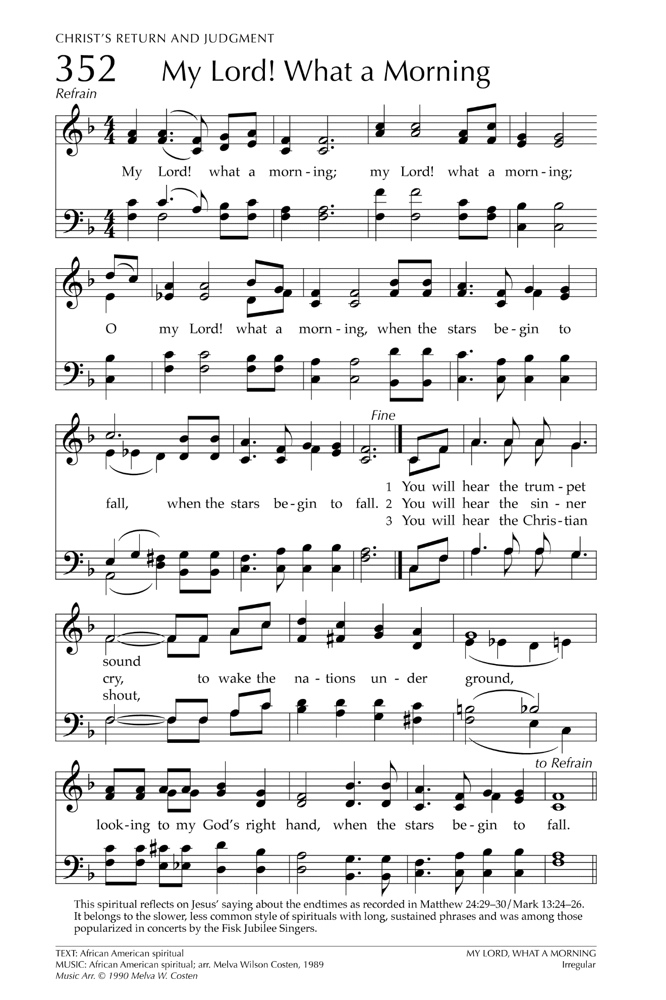 CHRIST'S RETURN AND JUDGMENT
352 My Lord! What a Morning
Refrain
My Lord! what a morn - ing; my Lord! what a morn - ing;
O my Lord! what a morn - ing, when the stars be - gin to
Fine
1 You will hear the trum - pet
fall, when the stars be - gin to fall. 2 You will hear the sin - ner
3 You will hear the Chris - tian
sound
cry, to wake the na - tions un - der ground,
shout,
to Refrain
look - ing to my God's right hand, when the stars be - gin to fall.
This spiritual reflects on Jesus' saying about the endtimes as recorded in Matthew 24:29–30/Mark 13:24–26.
It belongs to the slower, less common style of spirituals with long, sustained phrases and was among those
popularized in concerts by the Fisk Jubilee Singers.
TEXT: African American spiritual MY LORD, WHAT A MORNING
MUSIC: African American spiritual; arr. Melva Wilson Costen, 1989 Irregular
Music Arr. © 1990 Melva W. Costen